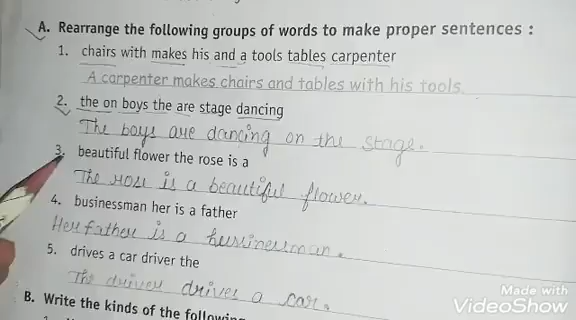 A. Rearrange the following groups of words to make proper sentences :
1. chairs with makes his and a tools tables carpenter
A carpenter makes chairs and tables with his tools.
2. the on boys the are stage dancing
The boys are dancing on the stage.
3. beautiful flower the rose is a
The rose is a beautiful flower.
4. businessman her is a father
Her father is a businessman.
5. drives a car driver the
The driver drives a car.
B. Write the kinds of the following
Made with
VideoShow